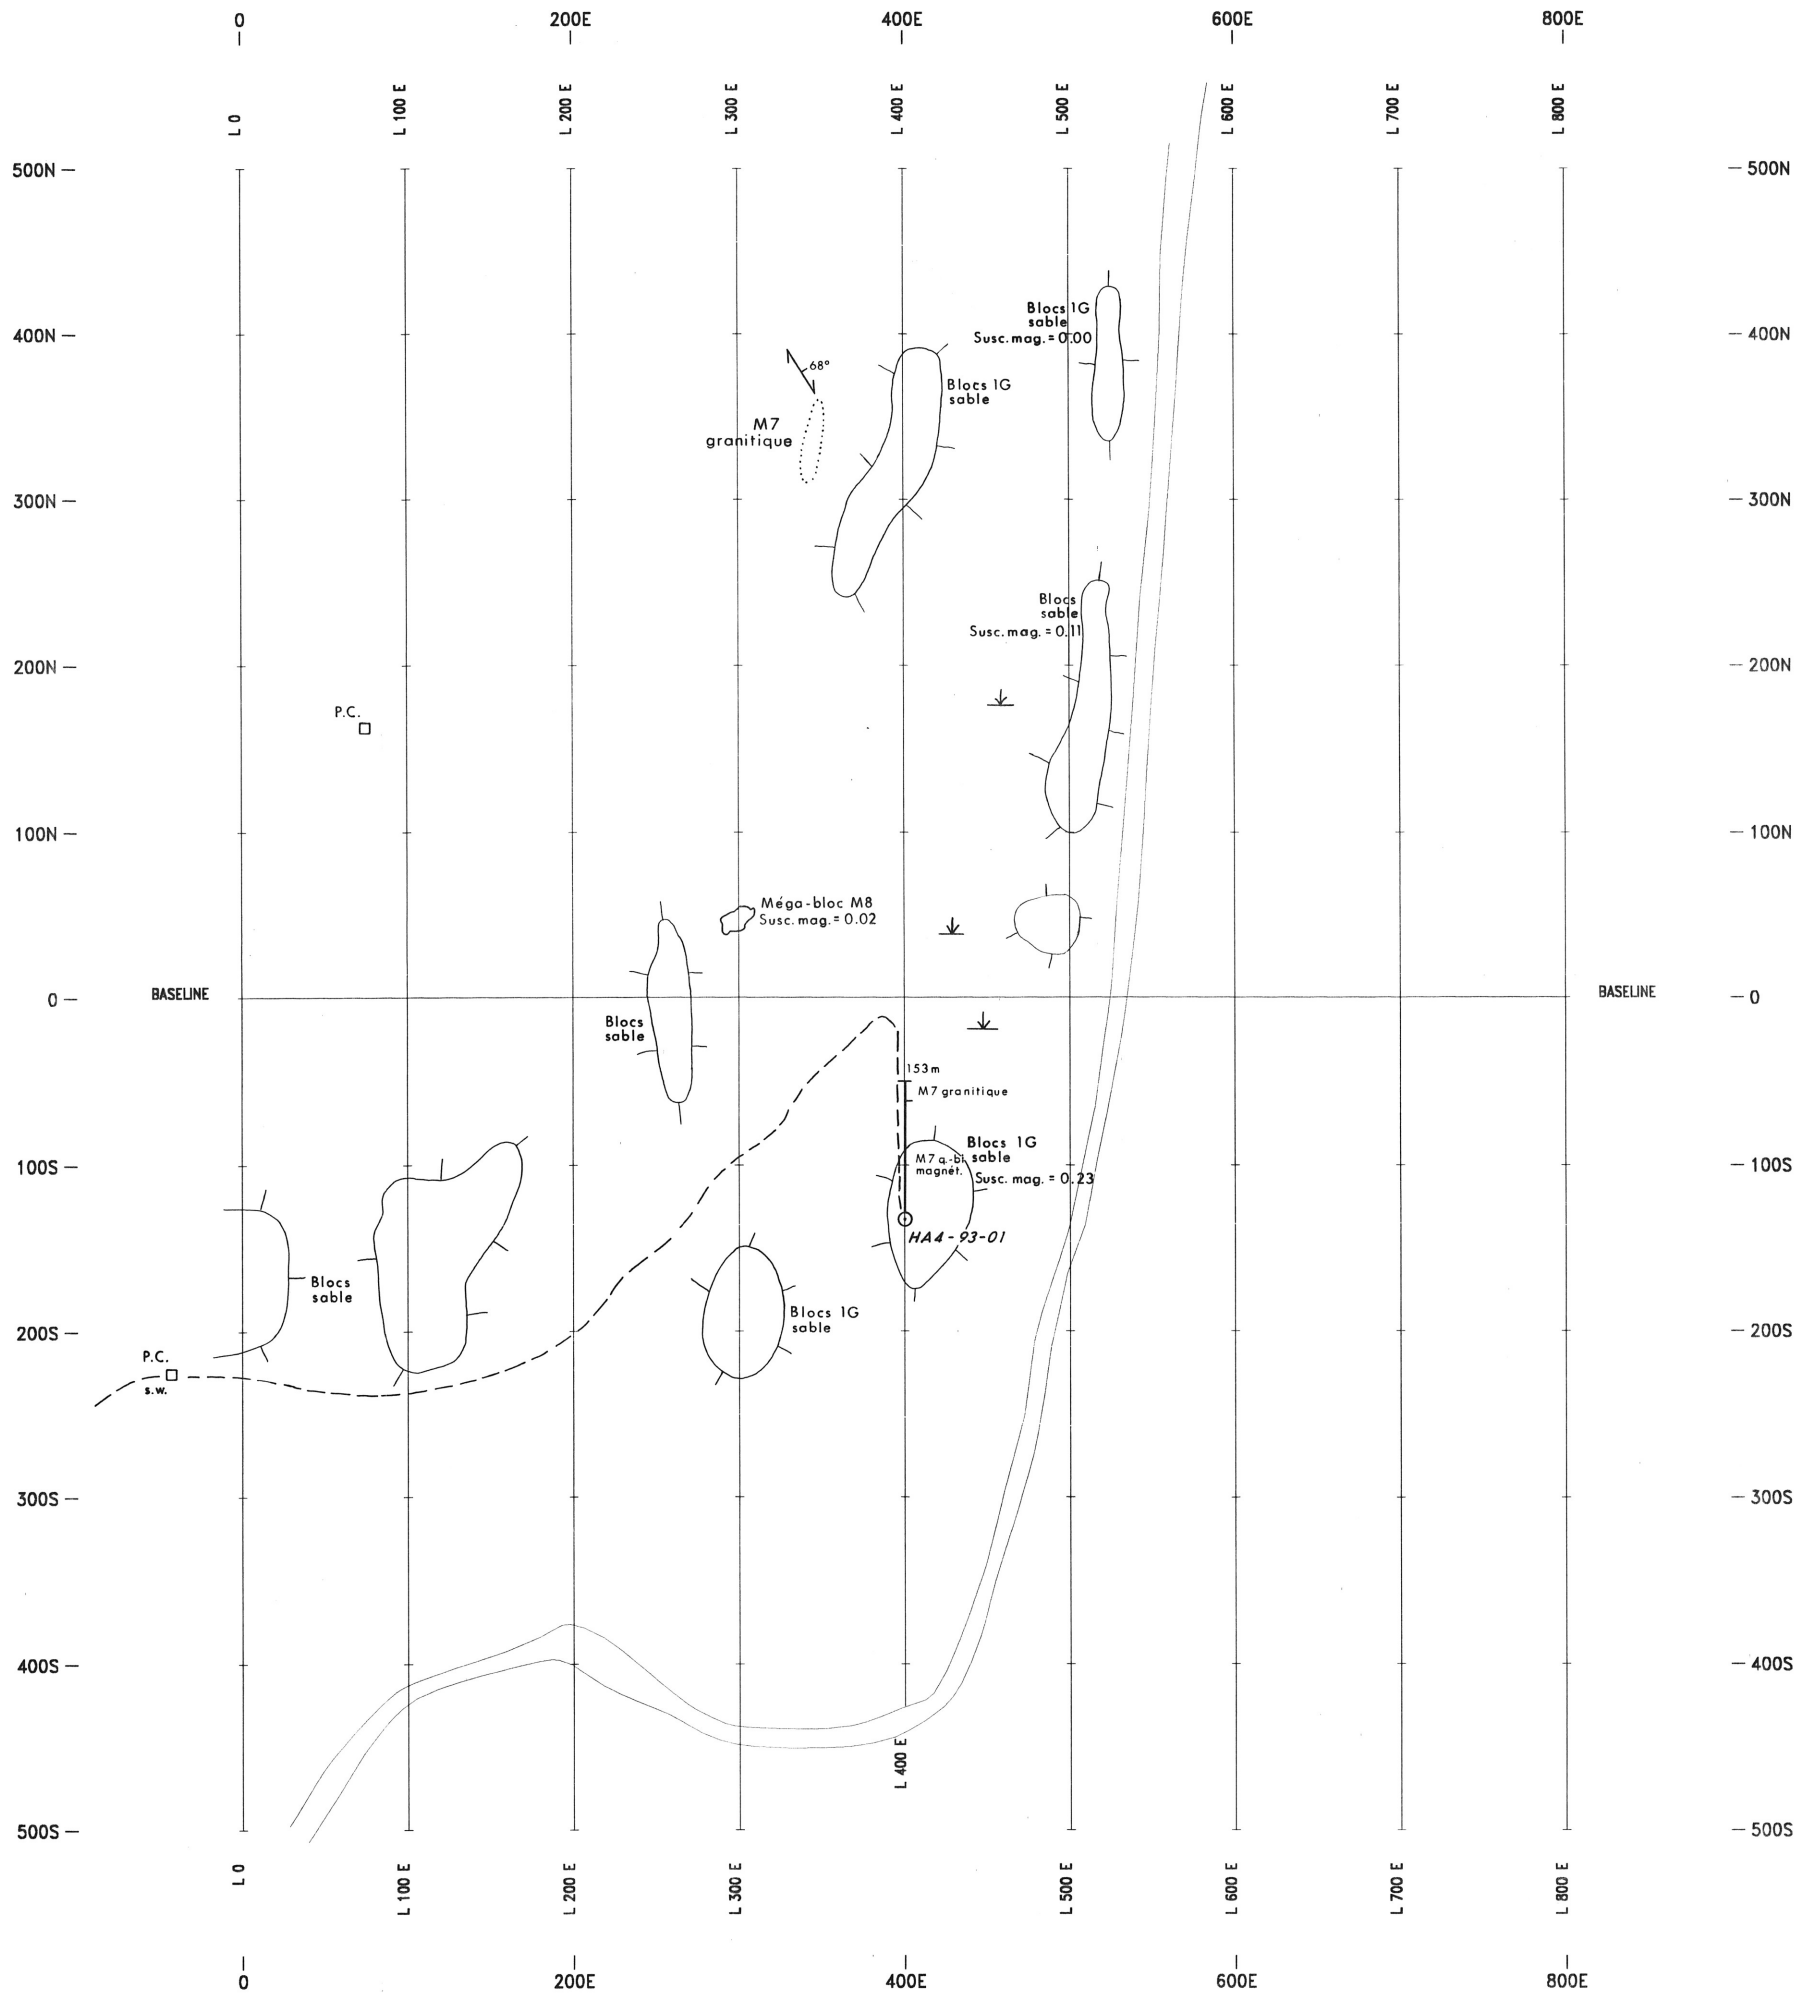 0 200E 400E 600E 800E
L 0 L 100 E L 200 E L 300 E L 400 E L 500 E L 600 E L 700 E L 800 E
500N 500N
Blocs 1G
sable
Susc. mag. = 0.00
400N 400N
68°
Blocs 1G
sable
M7
granitique
300N 300N
Blocs
sable
Susc. mag. = 0.11
200N 200N
P.C.
100N 100N
Méga-bloc M8
Susc. mag. = 0.02
BASELINE BASELINE
0 0
Blocs
sable
153m
M7 granitique
Blocs 1G
sable
M7 q.-bi
magnét.
Susc. mag. = 0.23
100S 100S
HA4-93-01
Blocs
sable
Blocs 1G
sable
200S 200S
P.C.
s.w.
300S 300S
400S 400S
L 400 E
500S 500S
L 0 L 100 E L 200 E L 300 E L 500 E L 600 E L 700 E L 800 E
0 200E 400E 600E 800E